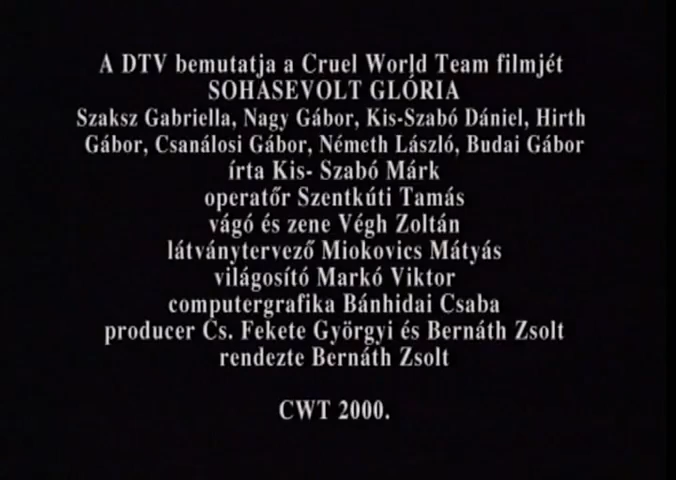 A DTV bemutatja a Cruel World Team filmjét
SOHASEVOLT GLÓRIA
Szaksz Gabriella, Nagy Gábor, Kis-Szabó Dániel, Hirth
Gábor, Csanálosi Gábor, Németh László, Budai Gábor
írta Kis- Szabó Márk
operatőr Szentkúti Tamás
vágó és zene Végh Zoltán
látványtervező Miokovics Mátyás
világosító Markó Viktor
computergrafika Bánhidai Csaba
producer Cs. Fekete Györgyi és Bernáth Zsolt
rendezte Bernáth Zsolt
CWT 2000.